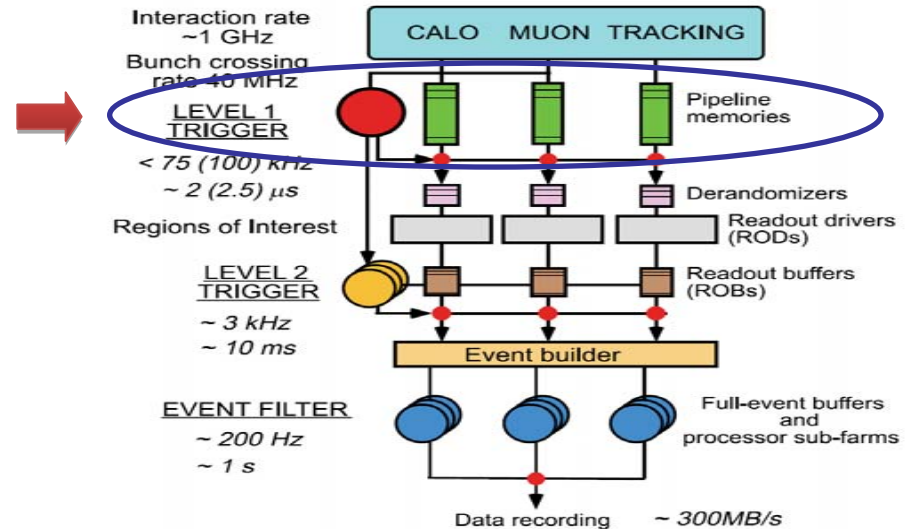 Interaction rate
~1 GHz
CALO MUON TRACKING
Bunch crossing
rate 40 MHz
LEVEL 1
TRIGGER
Pipeline
memories
< 75 (100) kHz
~ 2 (2.5) μs
Derandomizers
Regions of Interest
Readout drivers
(RODs)
LEVEL 2
TRIGGER
Readout buffers
(ROBs)
~ 3 kHz
~ 10 ms
Event builder
EVENT FILTER
Full-event buffers
and
processor sub-farms
~ 200 Hz
~ 1 s
Data recording ~ 300MB/s